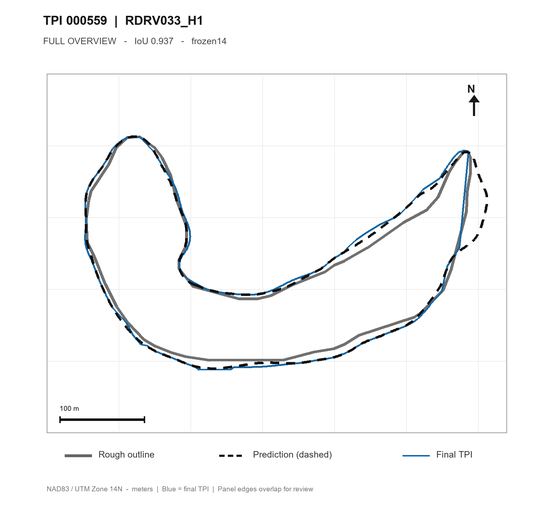 TPI 000559 | RDRV033_H1
FULL OVERVIEW - IoU 0.937 - frozen14
N
100 m
Rough outline
Prediction (dashed)
Final TPI
NAD83 / UTM Zone 14N - meters | Blue = final TPI | Panel edges overlap for review